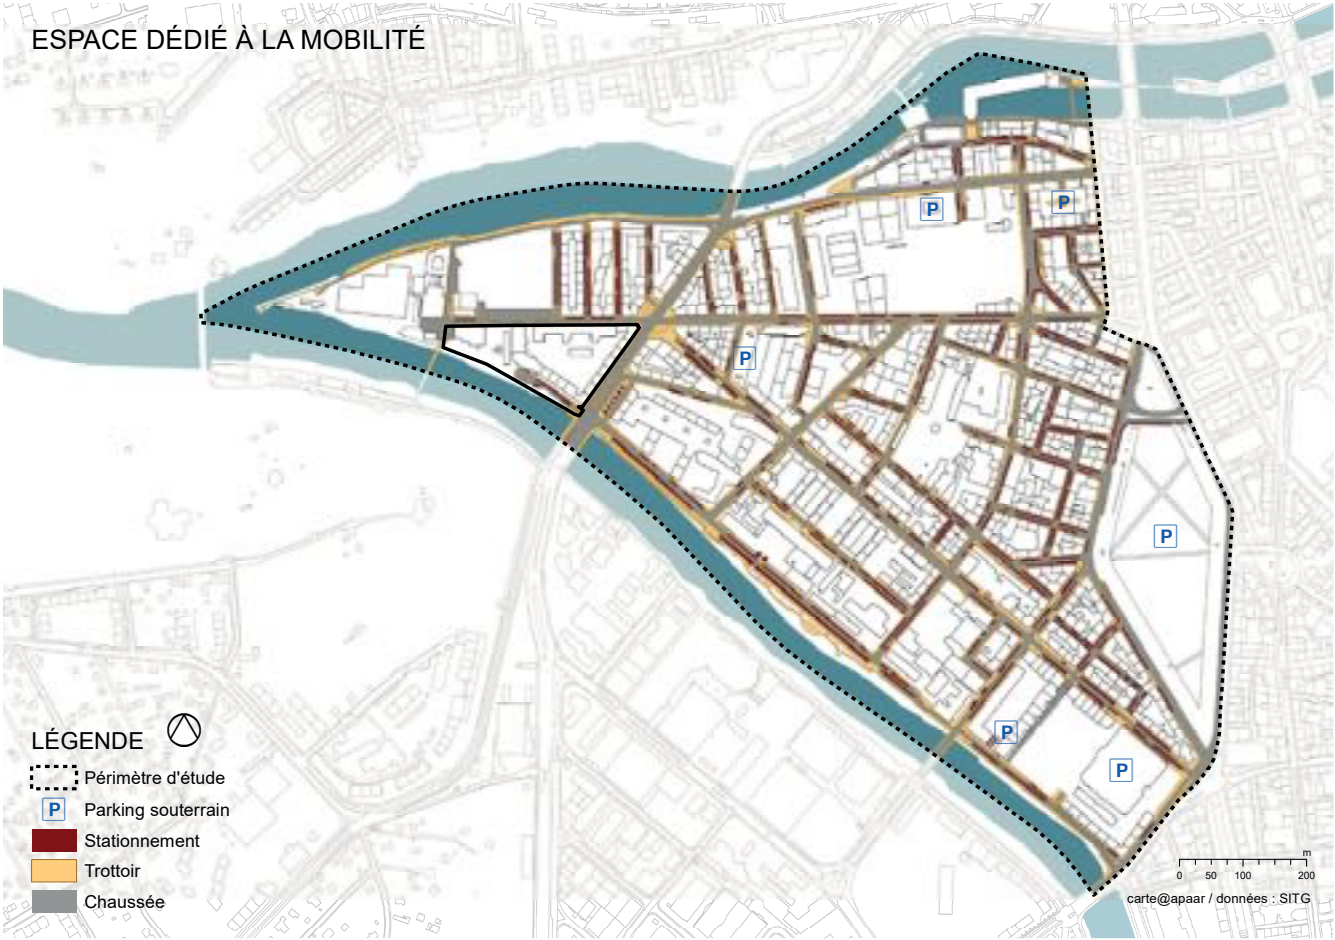 ESPACE DÉDIÉ À LA MOBILITÉ
P
P
P
P
P
P
LÉGENDE
Périmètre d'étude
P Parking souterrain
Stationnement
Trottoir
Chaussée
m
0 50 100 200
carte@apaar / données : SITG